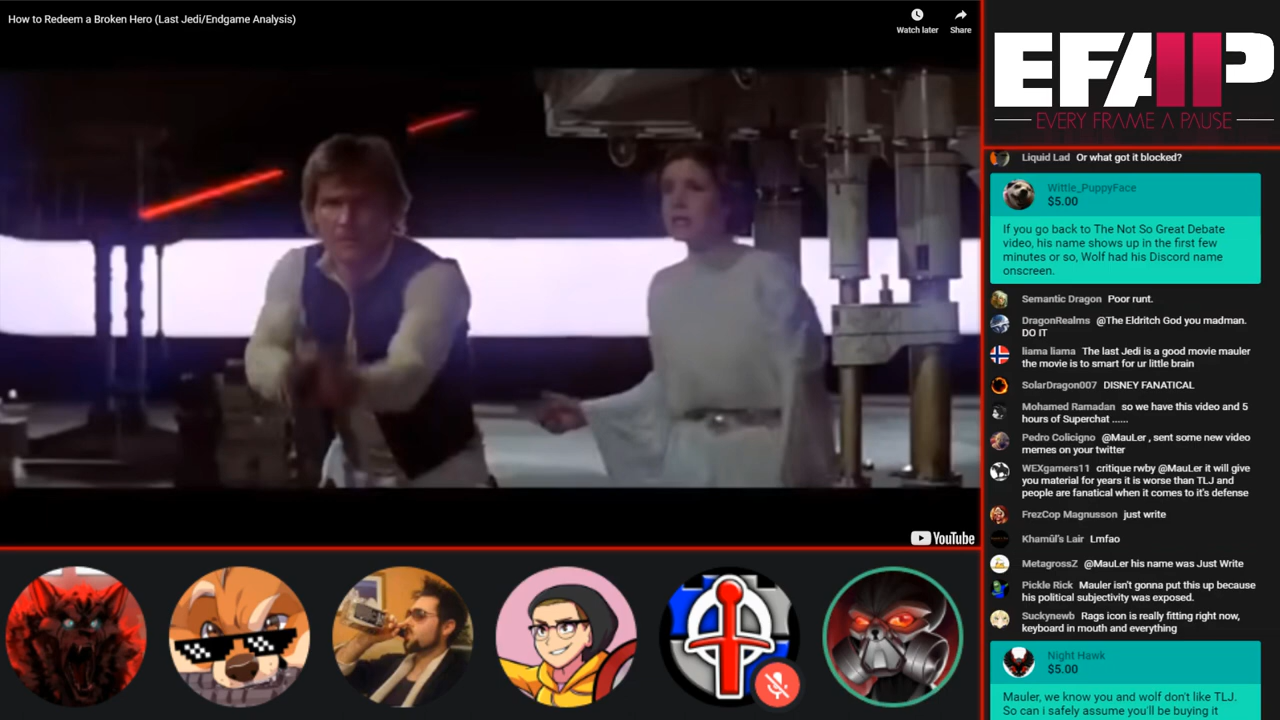 How to Redeem a Broken Hero (Last Jedi/Endgame Analysis)
Watch later
Share
YouTube
EFAP
EVERY FRAME A PAUSE
Liquid Lad Or what got it blocked?
Wittie_PuppyFace
$5.00
If you go back to The Not So Great Debate
video, his name shows up in the first few
minutes or so, Wolf had his Discord name
onscreen.
Semantic Dragon Poor runt.
DragonRealms @The Eldritch God you madman.
DO IT
liama liama The last Jedi is a good movie mauler
the movie is to smart for ur little brain
SolarDragon007 DISNEY FANATICAL
Mohamed Ramadan so we have this video and 5
hours of Superchat ......
Pedro Colicigno @MauLer , sent some new video
memes on your twitter
WEXgamers11 critique rwby @MauLer it will give
you material for years it is worse than TLJ and
people are fanatical when it comes to it's defense
FrezCop Magnusson just write
Khamûl's Lair Lmfao
MetagrossZ @MauLer his name was Just Write
Pickle Rick Mauler isn't gonna put this up because
his political subjectivity was exposed.
Suckynewb Rags icon is really fitting right now,
keyboard in mouth and everything
Night Hawk
$5.00
Mauler, we know you and wolf don't like TLJ.
So can i safely assume you'll be buying it